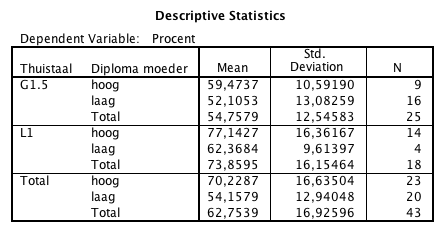 Descriptive Statistics
Dependent Variable: Procent
Thuistaal Diploma moeder Mean Std. Deviation N
G1.5 hoog 59,4737 10,59190 9
laag 52,1053 13,08259 16
Total 54,7579 12,54583 25
L1 hoog 77,1427 16,36167 14
laag 62,3684 9,61397 4
Total 73,8595 16,15464 18
Total hoog 70,2287 16,63504 23
laag 54,1579 12,94048 20
Total 62,7539 16,92596 43